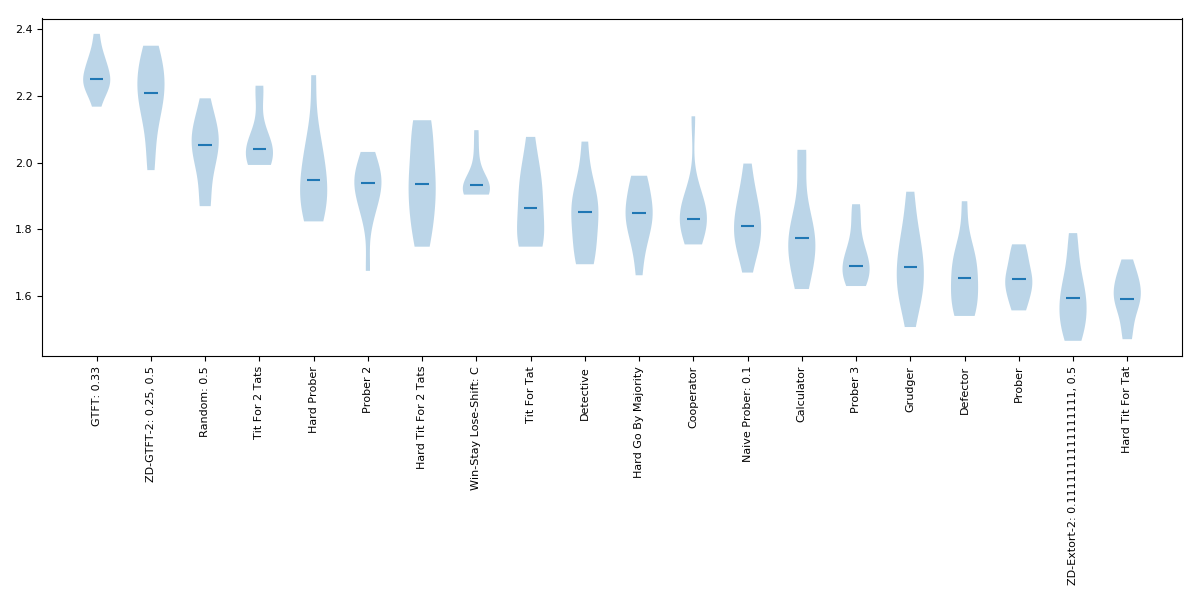 2.4
2.2
2.0
1.8
1.6
GTFT: 0.33
ZD-GTFT-2: 0.25, 0.5
Random: 0.5
Tit For 2 Tats
Hard Prober
Prober 2
Hard Tit For 2 Tats
Win-Stay Lose-Shift: C
Tit For Tat
Detective
Hard Go By Majority
Cooperator
Naive Prober: 0.1
Calculator
Prober 3
Grudger
Defector
Prober
ZD-Extort-2: 0.1111111111111111, 0.5
Hard Tit For Tat